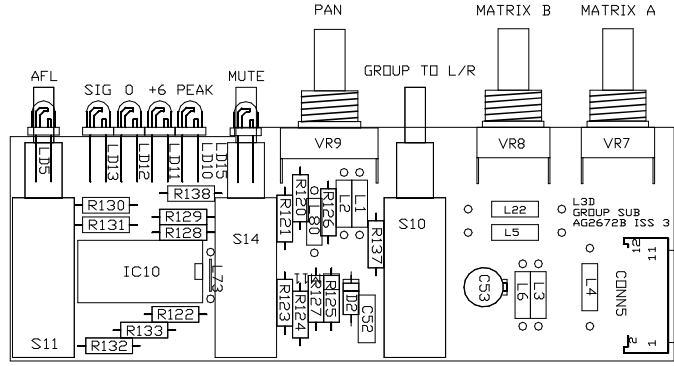 PAN
MATRIX B
MATRIX A
AFL
SIG
0
+6
PEAK
MUTE
GROUP TO L/R
VR9
VR8
VR7
LD5
LD13
LD12
LD11
LD10
LD15
R138
R130
R131
R129
R128
R120
R121
L80
R126
L2
L1
R137
S10
S14
L22
L5
L3D
GROUP SUB
AG2672B ISS 3
12
11
IC10
L73
R123
R124
R127
R125
D2
C52
C53
L6
L3
L4
CONN5
R122
R133
R132
S11
2
1